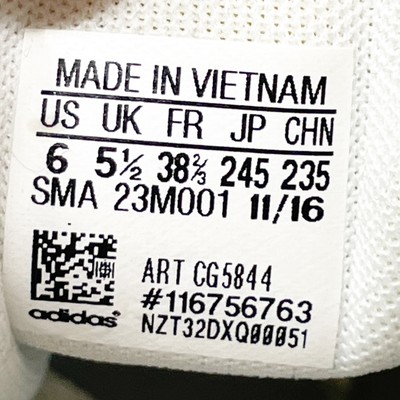 MADE IN VIETNAM
US UK FR JP CHN
6 5½ 38⅔ 245 235
SMA 23M001 11/16
ART CG5844
#116756763
NZT32DXQ00051
adidas®